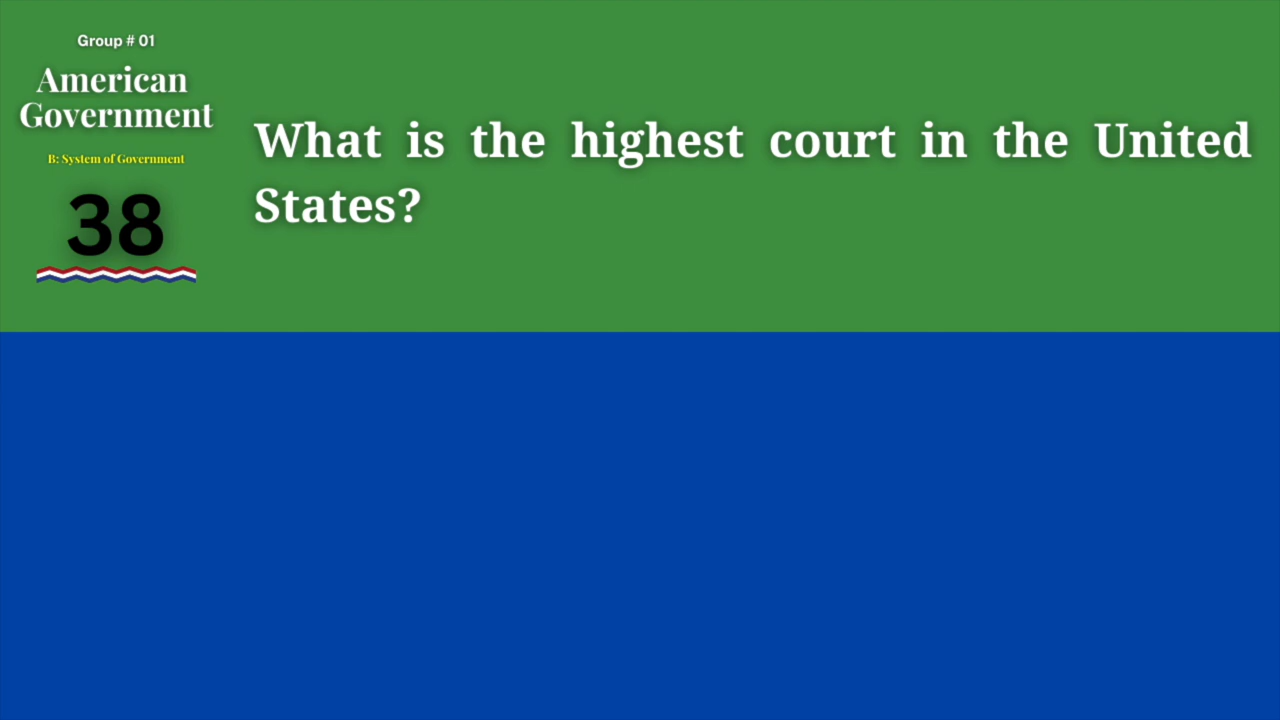 Group # 01
American
Government
B: System of Government
38
What is the highest court in the United
States?